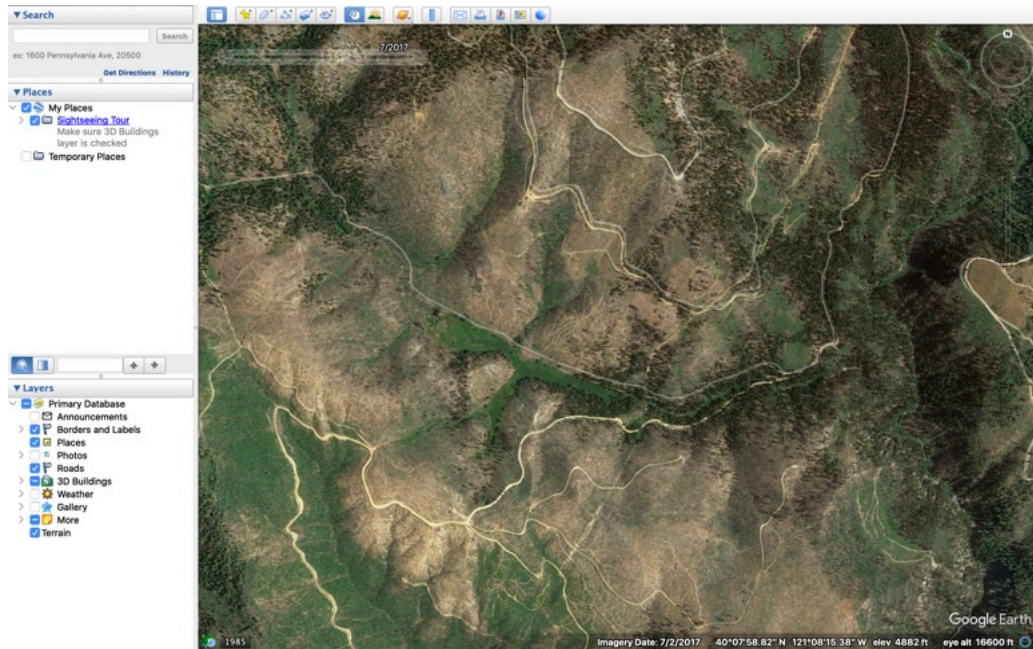 Search
Search
ex: 1600 Pennsylvania Ave, 20500
Get Directions History
Places
My Places
Sightseeing Tour
Make sure 3D Buildings
layer is checked
Temporary Places
Layers
Primary Database
Announcements
Borders and Labels
Places
Photos
Roads
3D Buildings
Weather
Gallery
More
Terrain
7/2017
N
Google Earth
1985
Imagery Date: 7/2/2017 40°07'58.82" N 121°08'15.38" W elev 4882 ft eye alt 16600 ft